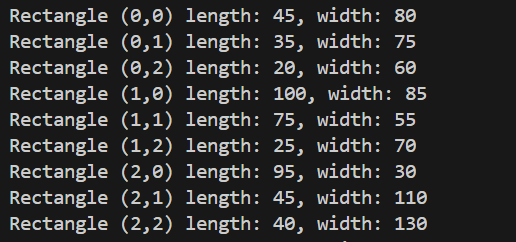 Rectangle (0,0) length: 45, width: 80
Rectangle (0,1) length: 35, width: 75
Rectangle (0,2) length: 20, width: 60
Rectangle (1,0) length: 100, width: 85
Rectangle (1,1) length: 75, width: 55
Rectangle (1,2) length: 25, width: 70
Rectangle (2,0) length: 95, width: 30
Rectangle (2,1) length: 45, width: 110
Rectangle (2,2) length: 40, width: 130